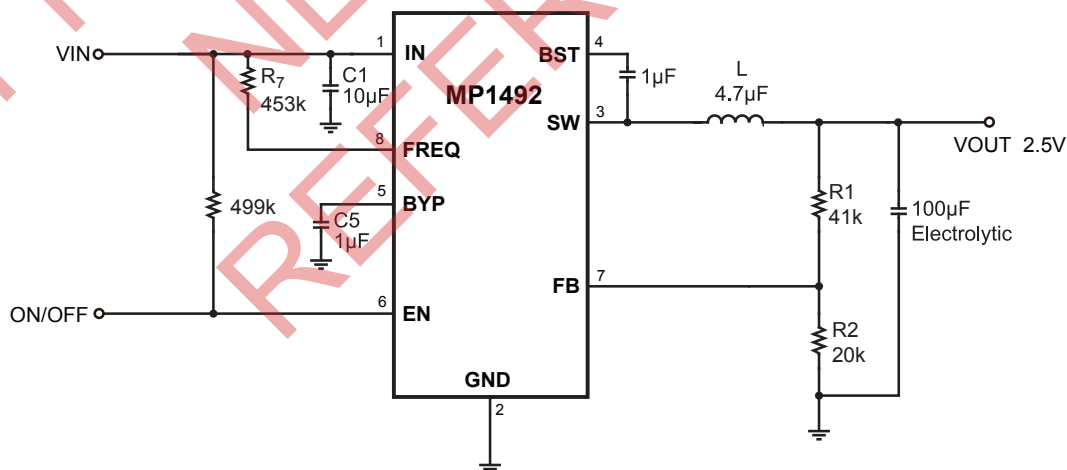 VIN
1
IN
BST
4
R7
453k
C1
10µF
MP1492
1µF
L
4.7µF
SW
3
VOUT 2.5V
8
FREQ
499k
5
BYP
C5
1µF
R1
41k
100µF
Electrolytic
FB
7
ON/OFF
6
EN
R2
20k
GND
2
REFER